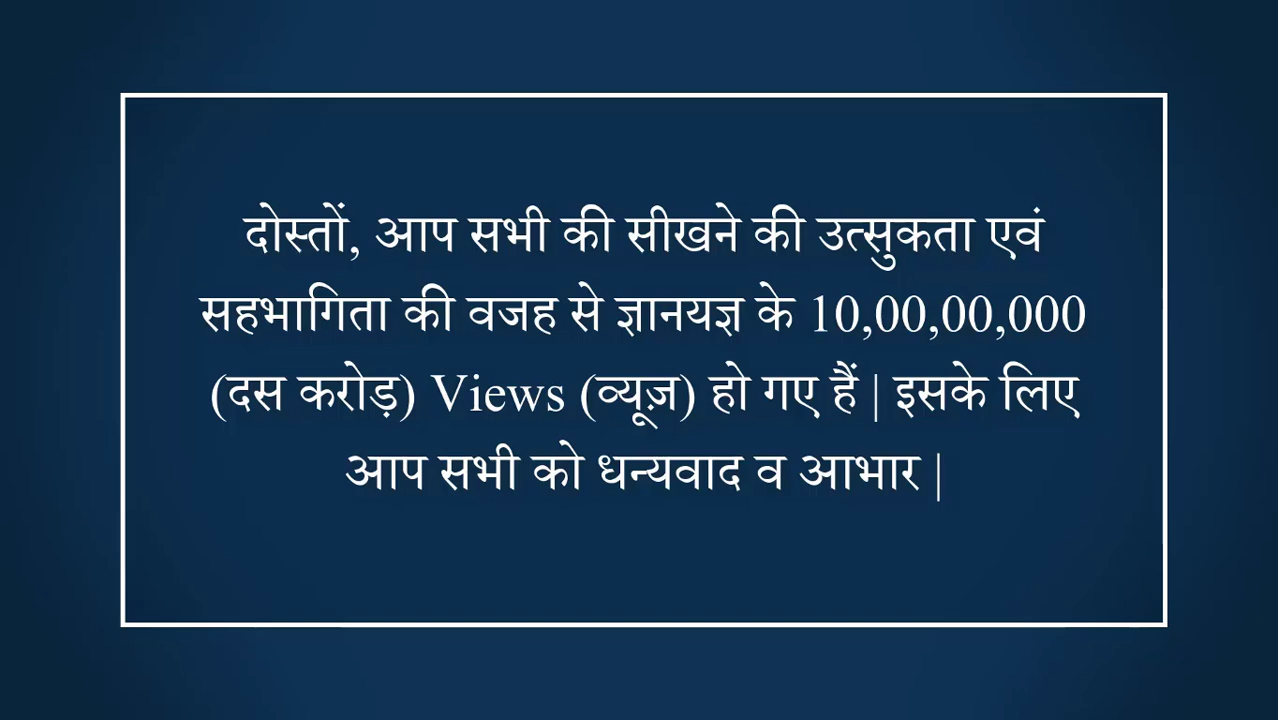 दोस्तों, आप सभी की सीखने की उत्सुकता एवं
सहभागिता की वजह से ज्ञानयज्ञ के 10,00,00,000
(दस करोड़) Views (व्यूज़) हो गए हैं | इसके लिए
आप सभी को धन्यवाद व आभार |